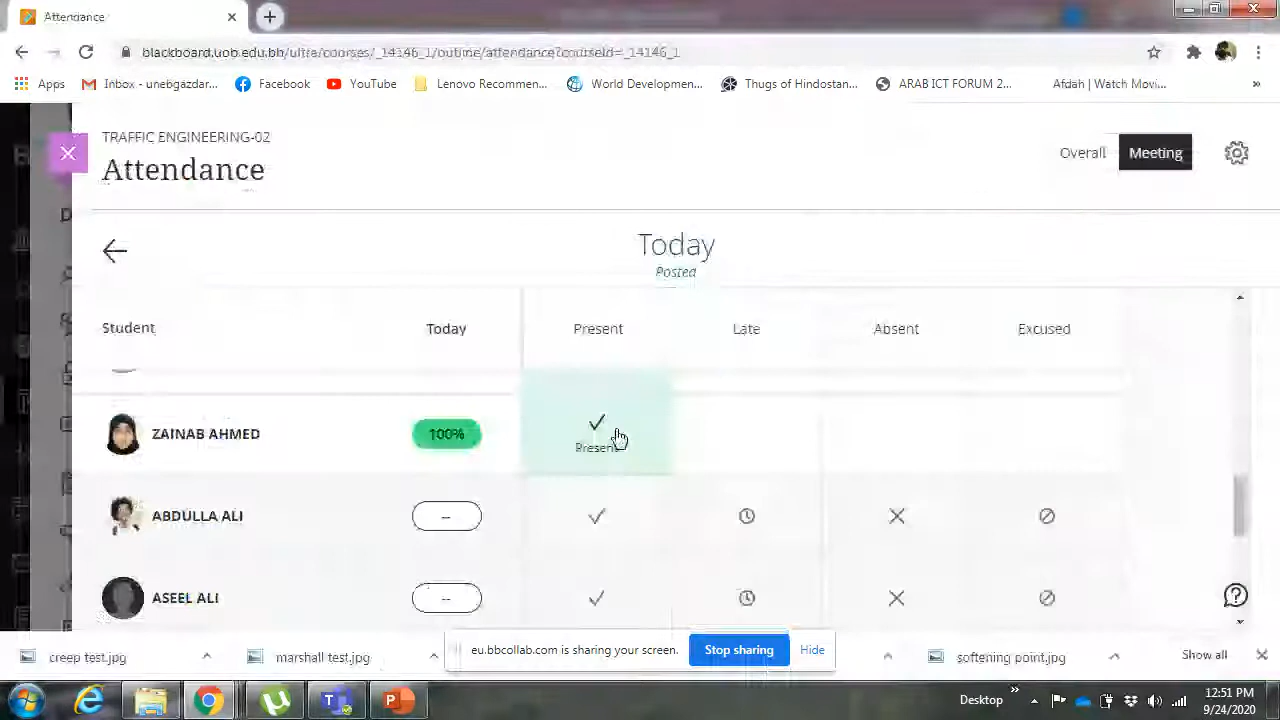 Attendance
blackboard.uob.edu.bh/ultra/courses/_14146_1/outline/attendance?courseId=_14146_1
Apps
Inbox - unebgazdar...
Facebook
YouTube
Lenovo Recommen...
World Developmen...
Thugs of Hindostan...
ARAB ICT FORUM 2...
Afdah | Watch Movi...
»
TRAFFIC ENGINEERING-02
Attendance
Overall
Meeting
Today
Posted
Student
Today
Present
Late
Absent
Excused
ZAINAB AHMED
100%
Present
ABDULLA ALI
--
ASEEL ALI
--
eu.bbcollab.com is sharing your screen.
Stop sharing
Hide
creep test.jpg
marshall test.jpg
softening point.jpg
Show all
Desktop
»
12:51 PM
9/24/2020